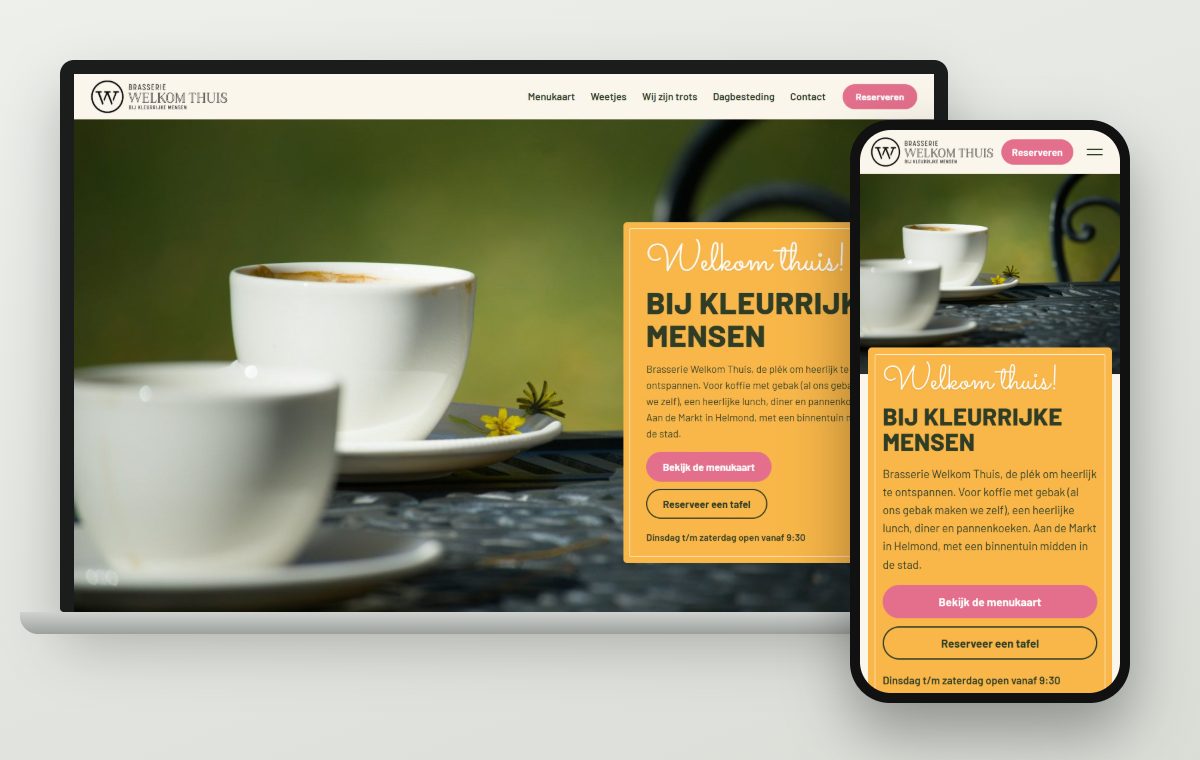 BRASSERIE
WELKOM THUIS
BIJ KLEURRIJKE MENSEN
Menukaart Weetjes Wij zijn trots Dagbesteding Contact Reserveren
Welkom thuis!
BIJ KLEURRIJK
MENSEN
Brasserie Welkom Thuis, de plék om heerlijk te
ontspannen. Voor koffie met gebak (al ons geba
we zelf), een heerlijke lunch, diner en pannenko
Aan de Markt in Helmond, met een binnentuin
de stad.
Bekijk de menukaart
Reserveer een tafel
Dinsdag t/m zaterdag open vanaf 9:30
BRASSERIE
WELKOM THUIS
BIJ KLEURRIJKE MENSEN
Reserveren
Welkom thuis!
BIJ KLEURRIJKE
MENSEN
Brasserie Welkom Thuis, de plék om heerlijk
te ontspannen. Voor koffie met gebak (al
ons gebak maken we zelf), een heerlijke
lunch, diner en pannenkoeken. Aan de Markt
in Helmond, met een binnentuin midden in
de stad.
Bekijk de menukaart
Reserveer een tafel
Dinsdag t/m zaterdag open vanaf 9:30